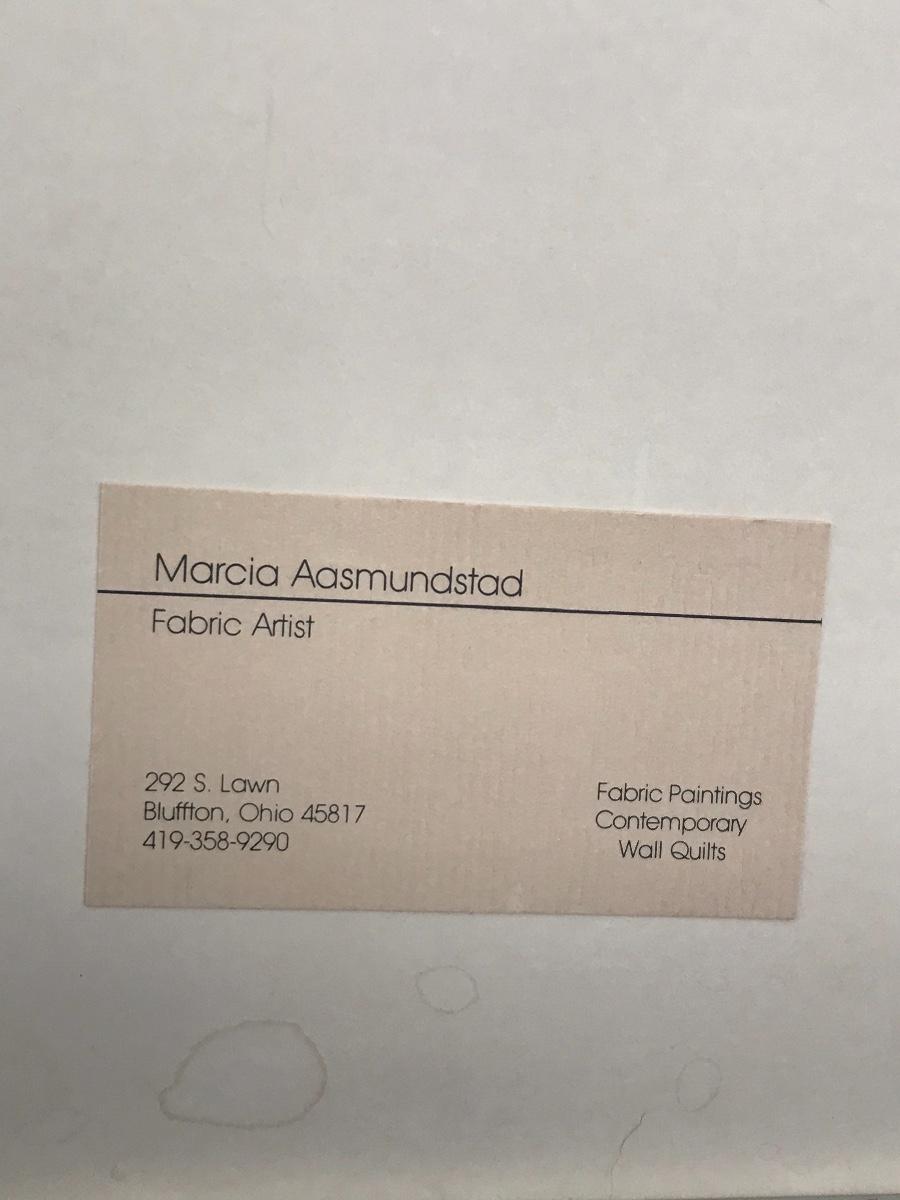 Marcia Aasmundstad
Fabric Artist
292 S. Lawn
Bluffton, Ohio 45817
419-358-9290
Fabric Paintings
Contemporary
Wall Quilts